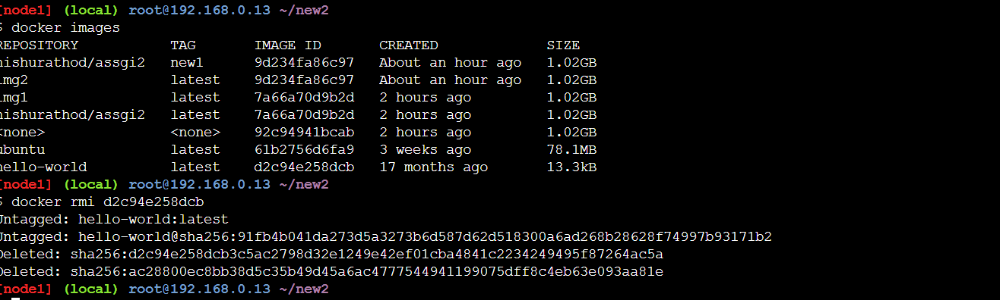 [node1] (local) root@192.168.0.13 ~/new2
$ docker images
REPOSITORY TAG IMAGE ID CREATED SIZE
nishurathod/assgi2 new1 9d234fa86c97 About an hour ago 1.02GB
img2 latest 9d234fa86c97 About an hour ago 1.02GB
img1 latest 7a66a70d9b2d 2 hours ago 1.02GB
nishurathod/assgi2 latest 7a66a70d9b2d 2 hours ago 1.02GB
<none> <none> 92c94941bcab 2 hours ago 1.02GB
ubuntu latest 61b2756d6fa9 3 weeks ago 78.1MB
hello-world latest d2c94e258dcb 17 months ago 13.3kB
[node1] (local) root@192.168.0.13 ~/new2
$ docker rmi d2c94e258dcb
Untagged: hello-world:latest
Untagged: hello-world@sha256:91fb4b041da273d5a3273b6d587d62d518300a6ad268b28628f74997b93171b2
Deleted: sha256:d2c94e258dcb3c5ac2798d32e1249e42ef01cba4841c2234249495f87264ac5a
Deleted: sha256:ac28800ec8bb38d5c35b49d45a6ac4777544941199075dff8c4eb63e093aa81e
[node1] (local) root@192.168.0.13 ~/new2